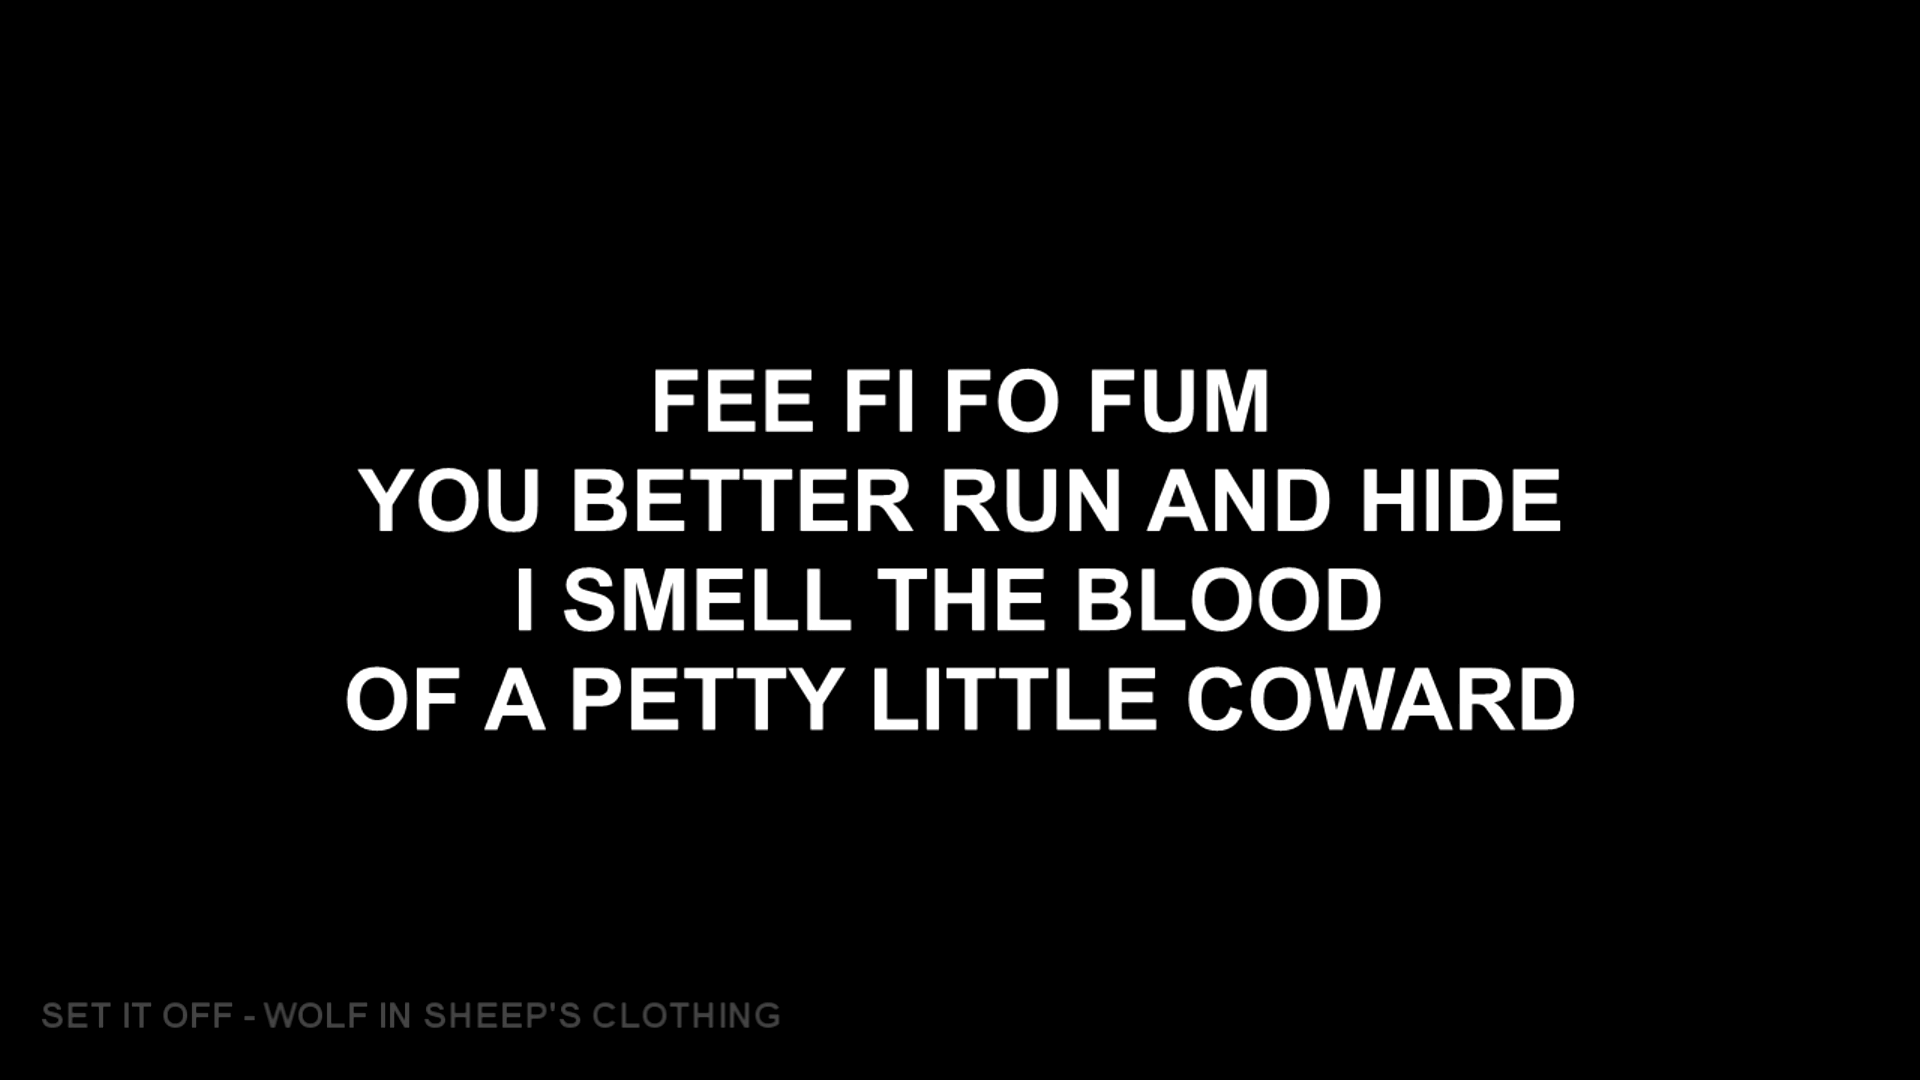 FEE FI FO FUM
YOU BETTER RUN AND HIDE
I SMELL THE BLOOD
OF A PETTY LITTLE COWARD
SET IT OFF - WOLF IN SHEEP'S CLOTHING